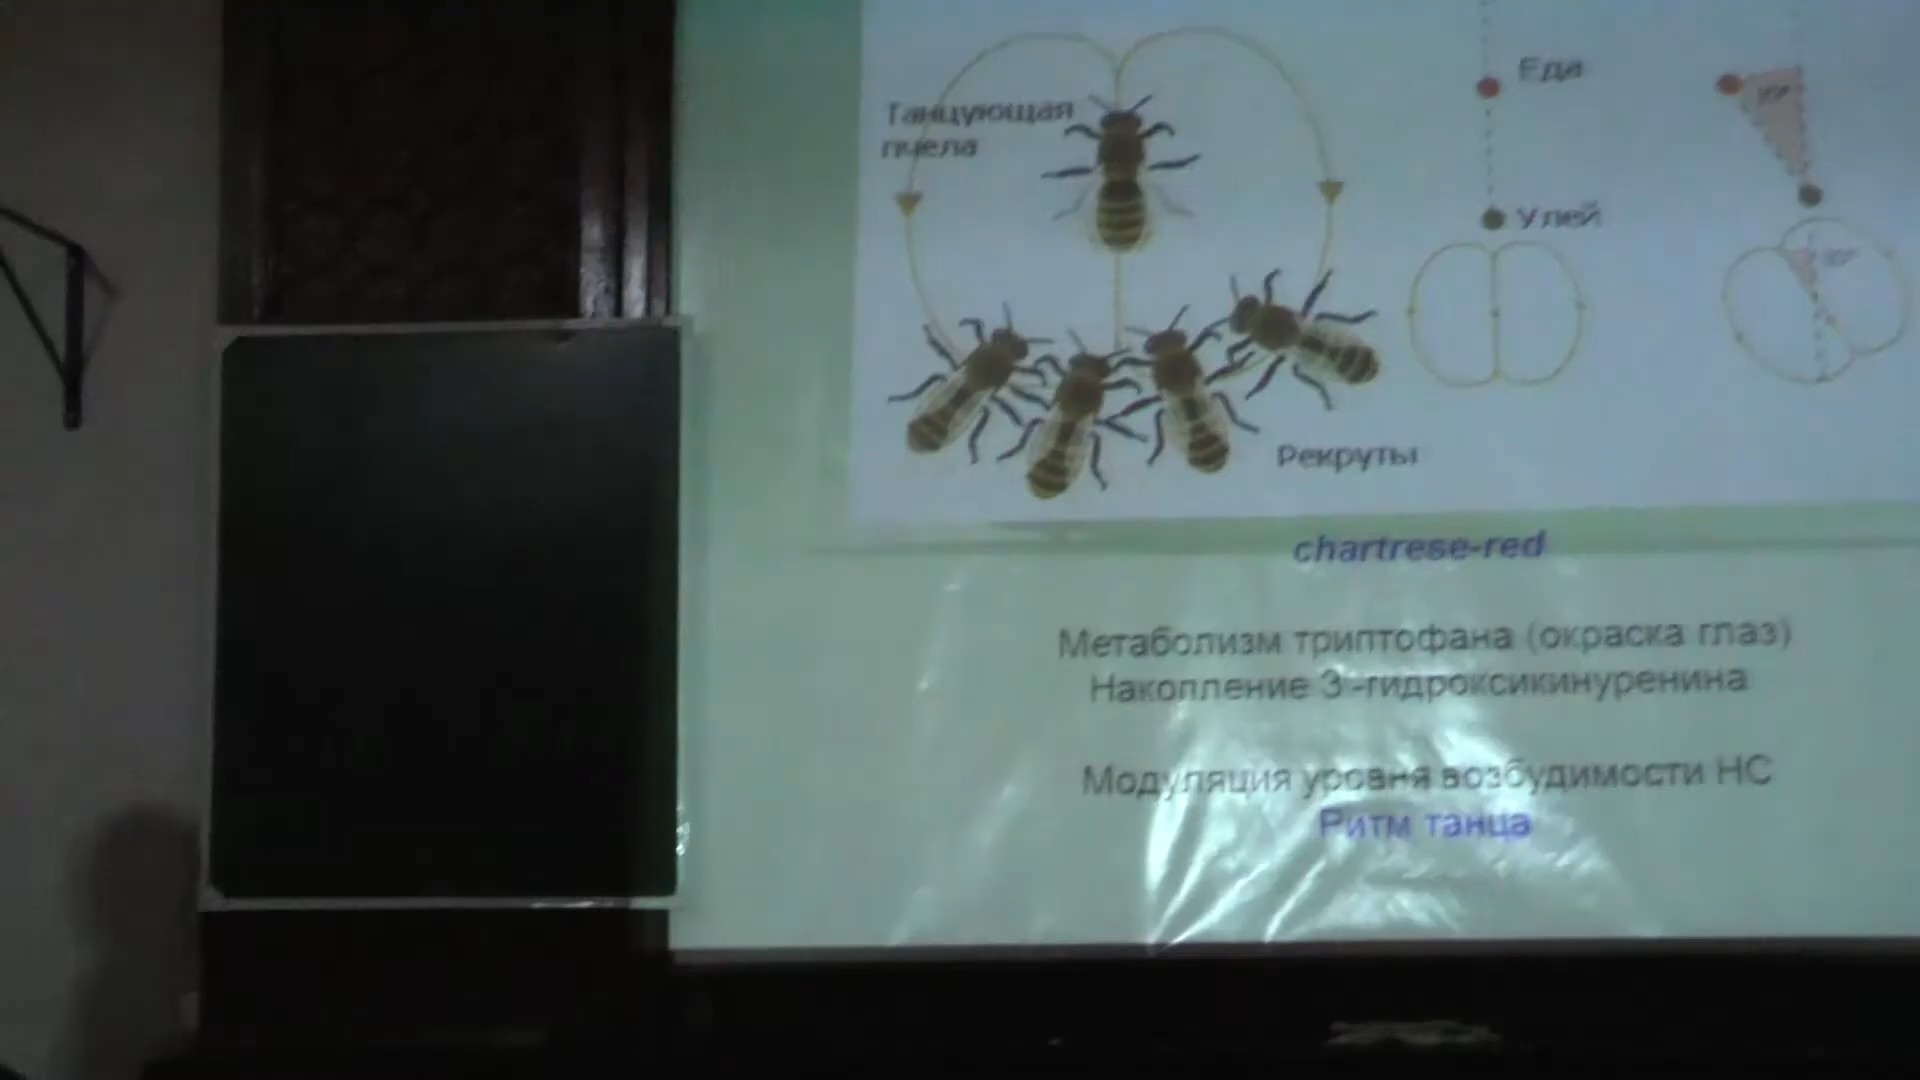 Танцующая
пчела
Еда
Улей
Рекруты
chartrese-red
Метаболизм триптофана (окраска глаз)
Накопление 3-гидроксикинуренина
Модуляция уровня возбудимости НС
Ритм танца